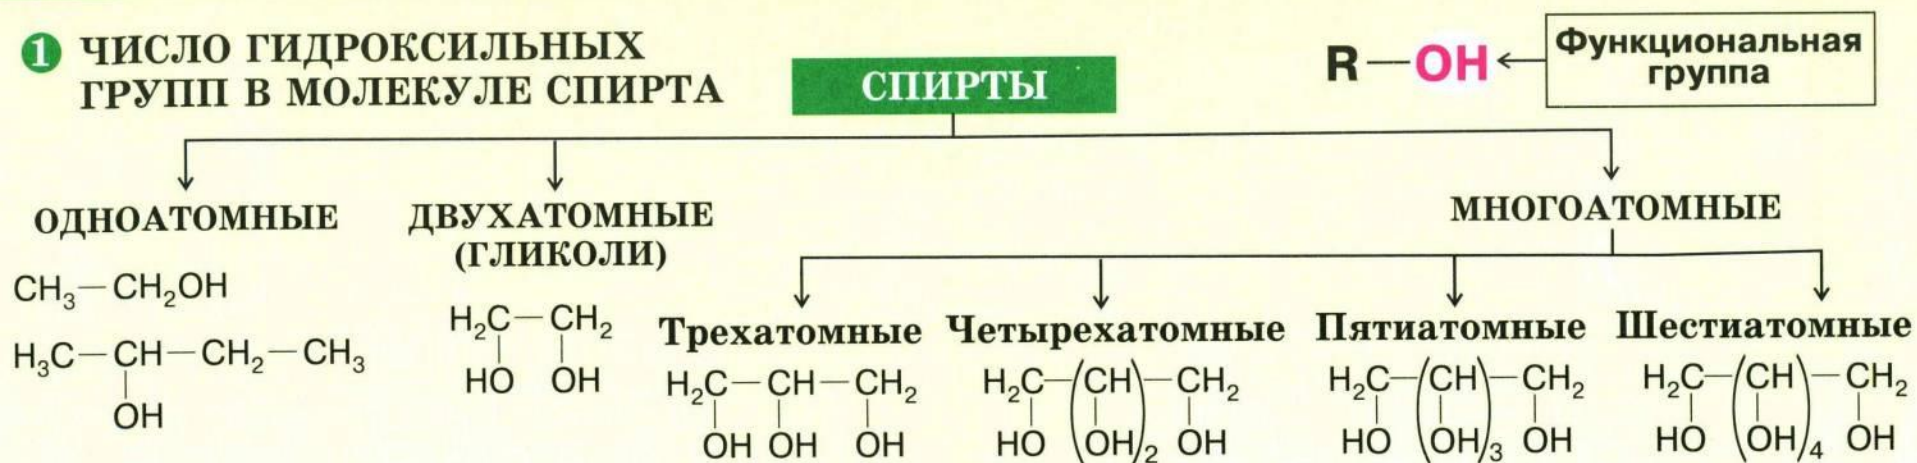 1 ЧИСЛО ГИДРОКСИЛЬНЫХ
ГРУПП В МОЛЕКУЛЕ СПИРТА
СПИРТЫ
R—OH
Функциональная
группа
ОДНОАТОМНЫЕ
CH₃—CH₂OH
H₃C—CH—CH₂—CH₃
OH
ДВУХАТОМНЫЕ
(ГЛИКОЛИ)
H₂C—CH₂
HO OH
МНОГОАТОМНЫЕ
Трехатомные
H₂C—CH—CH₂
OH OH OH
Четырехатомные
H₂C—(CH)—CH₂
HO (OH)₂ OH
Пятиатомные
H₂C—(CH)—CH₂
HO (OH)₃ OH
Шестиатомные
H₂C—(CH)—CH₂
HO (OH)₄ OH